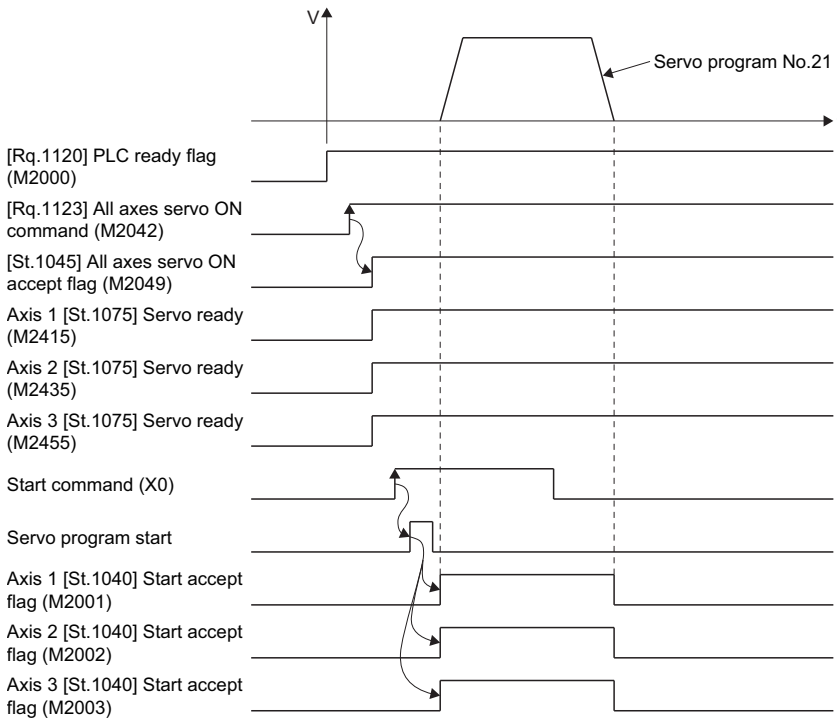 V
Servo program No.21
[Rq.1120] PLC ready flag
(M2000)
[Rq.1123] All axes servo ON
command (M2042)
[St.1045] All axes servo ON
accept flag (M2049)
Axis 1 [St.1075] Servo ready
(M2415)
Axis 2 [St.1075] Servo ready
(M2435)
Axis 3 [St.1075] Servo ready
(M2455)
Start command (X0)
Servo program start
Axis 1 [St.1040] Start accept
flag (M2001)
Axis 2 [St.1040] Start accept
flag (M2002)
Axis 3 [St.1040] Start accept
flag (M2003)